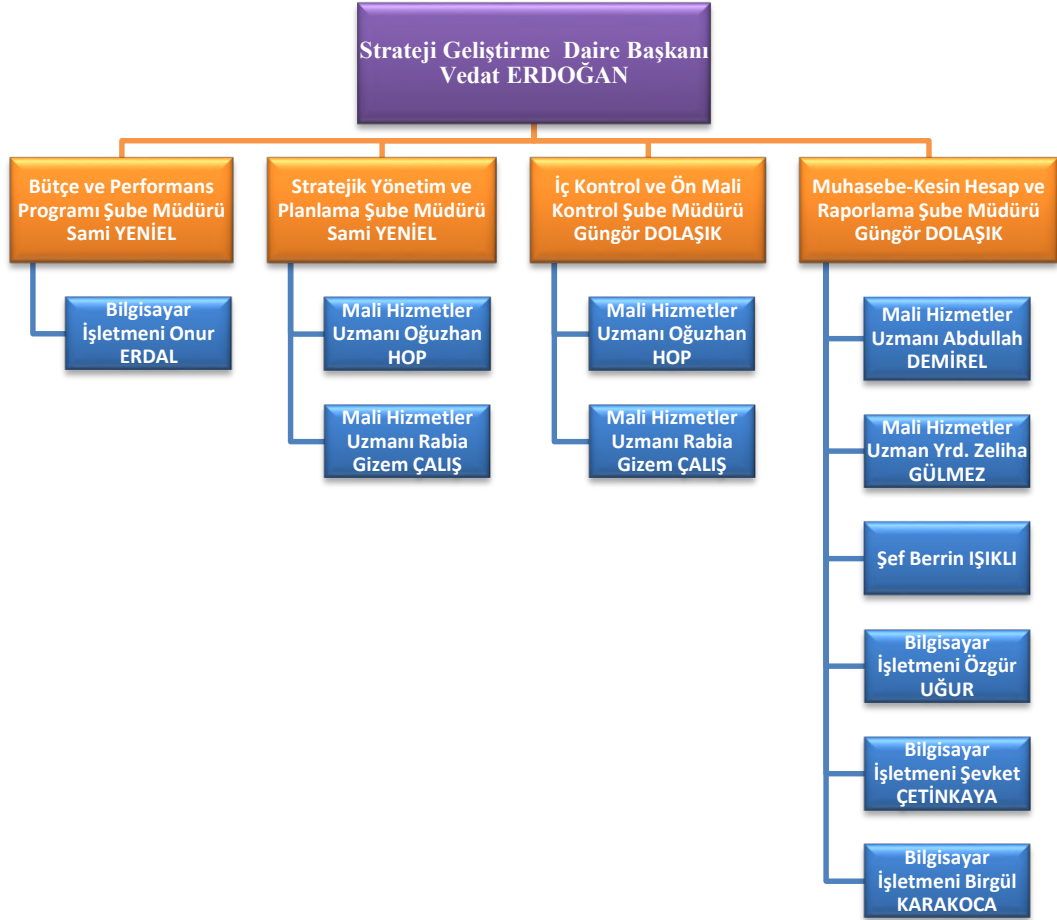 Strateji Geliştirme Daire Başkanı
Vedat ERDOĞAN
Bütçe ve Performans
Programı Şube Müdürü
Sami YENİEL
Bilgisayar
İşletmeni Onur
ERDAL
Stratejik Yönetim ve
Planlama Şube Müdürü
Sami YENİEL
Mali Hizmetler
Uzmanı Oğuzhan
HOP
Mali Hizmetler
Uzmanı Rabia
Gizem ÇALIŞ
İç Kontrol ve Ön Mali
Kontrol Şube Müdürü
Güngör DOLAŞIK
Mali Hizmetler
Uzmanı Oğuzhan
HOP
Mali Hizmetler
Uzmanı Rabia
Gizem ÇALIŞ
Muhasebe-Kesin Hesap ve
Raporlama Şube Müdürü
Güngör DOLAŞIK
Mali Hizmetler
Uzmanı Abdullah
DEMİREL
Mali Hizmetler
Uzman Yrd. Zeliha
GÜLMEZ
Şef Berrin IŞIKLI
Bilgisayar
İşletmeni Özgür
UĞUR
Bilgisayar
İşletmeni Şevket
ÇETİNKAYA
Bilgisayar
İşletmeni Birgül
KARAKOCA